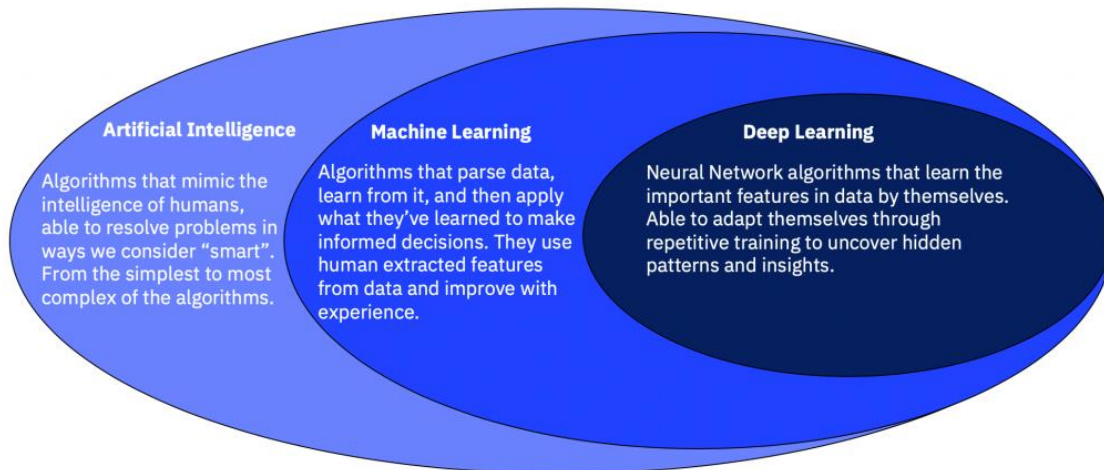 Artificial Intelligence
Algorithms that mimic the
intelligence of humans,
able to resolve problems in
ways we consider “smart”.
From the simplest to most
complex of the algorithms.
Machine Learning
Algorithms that parse data,
learn from it, and then apply
what they’ve learned to make
informed decisions. They use
human extracted features
from data and improve with
experience.
Deep Learning
Neural Network algorithms that learn the
important features in data by themselves.
Able to adapt themselves through
repetitive training to uncover hidden
patterns and insights.